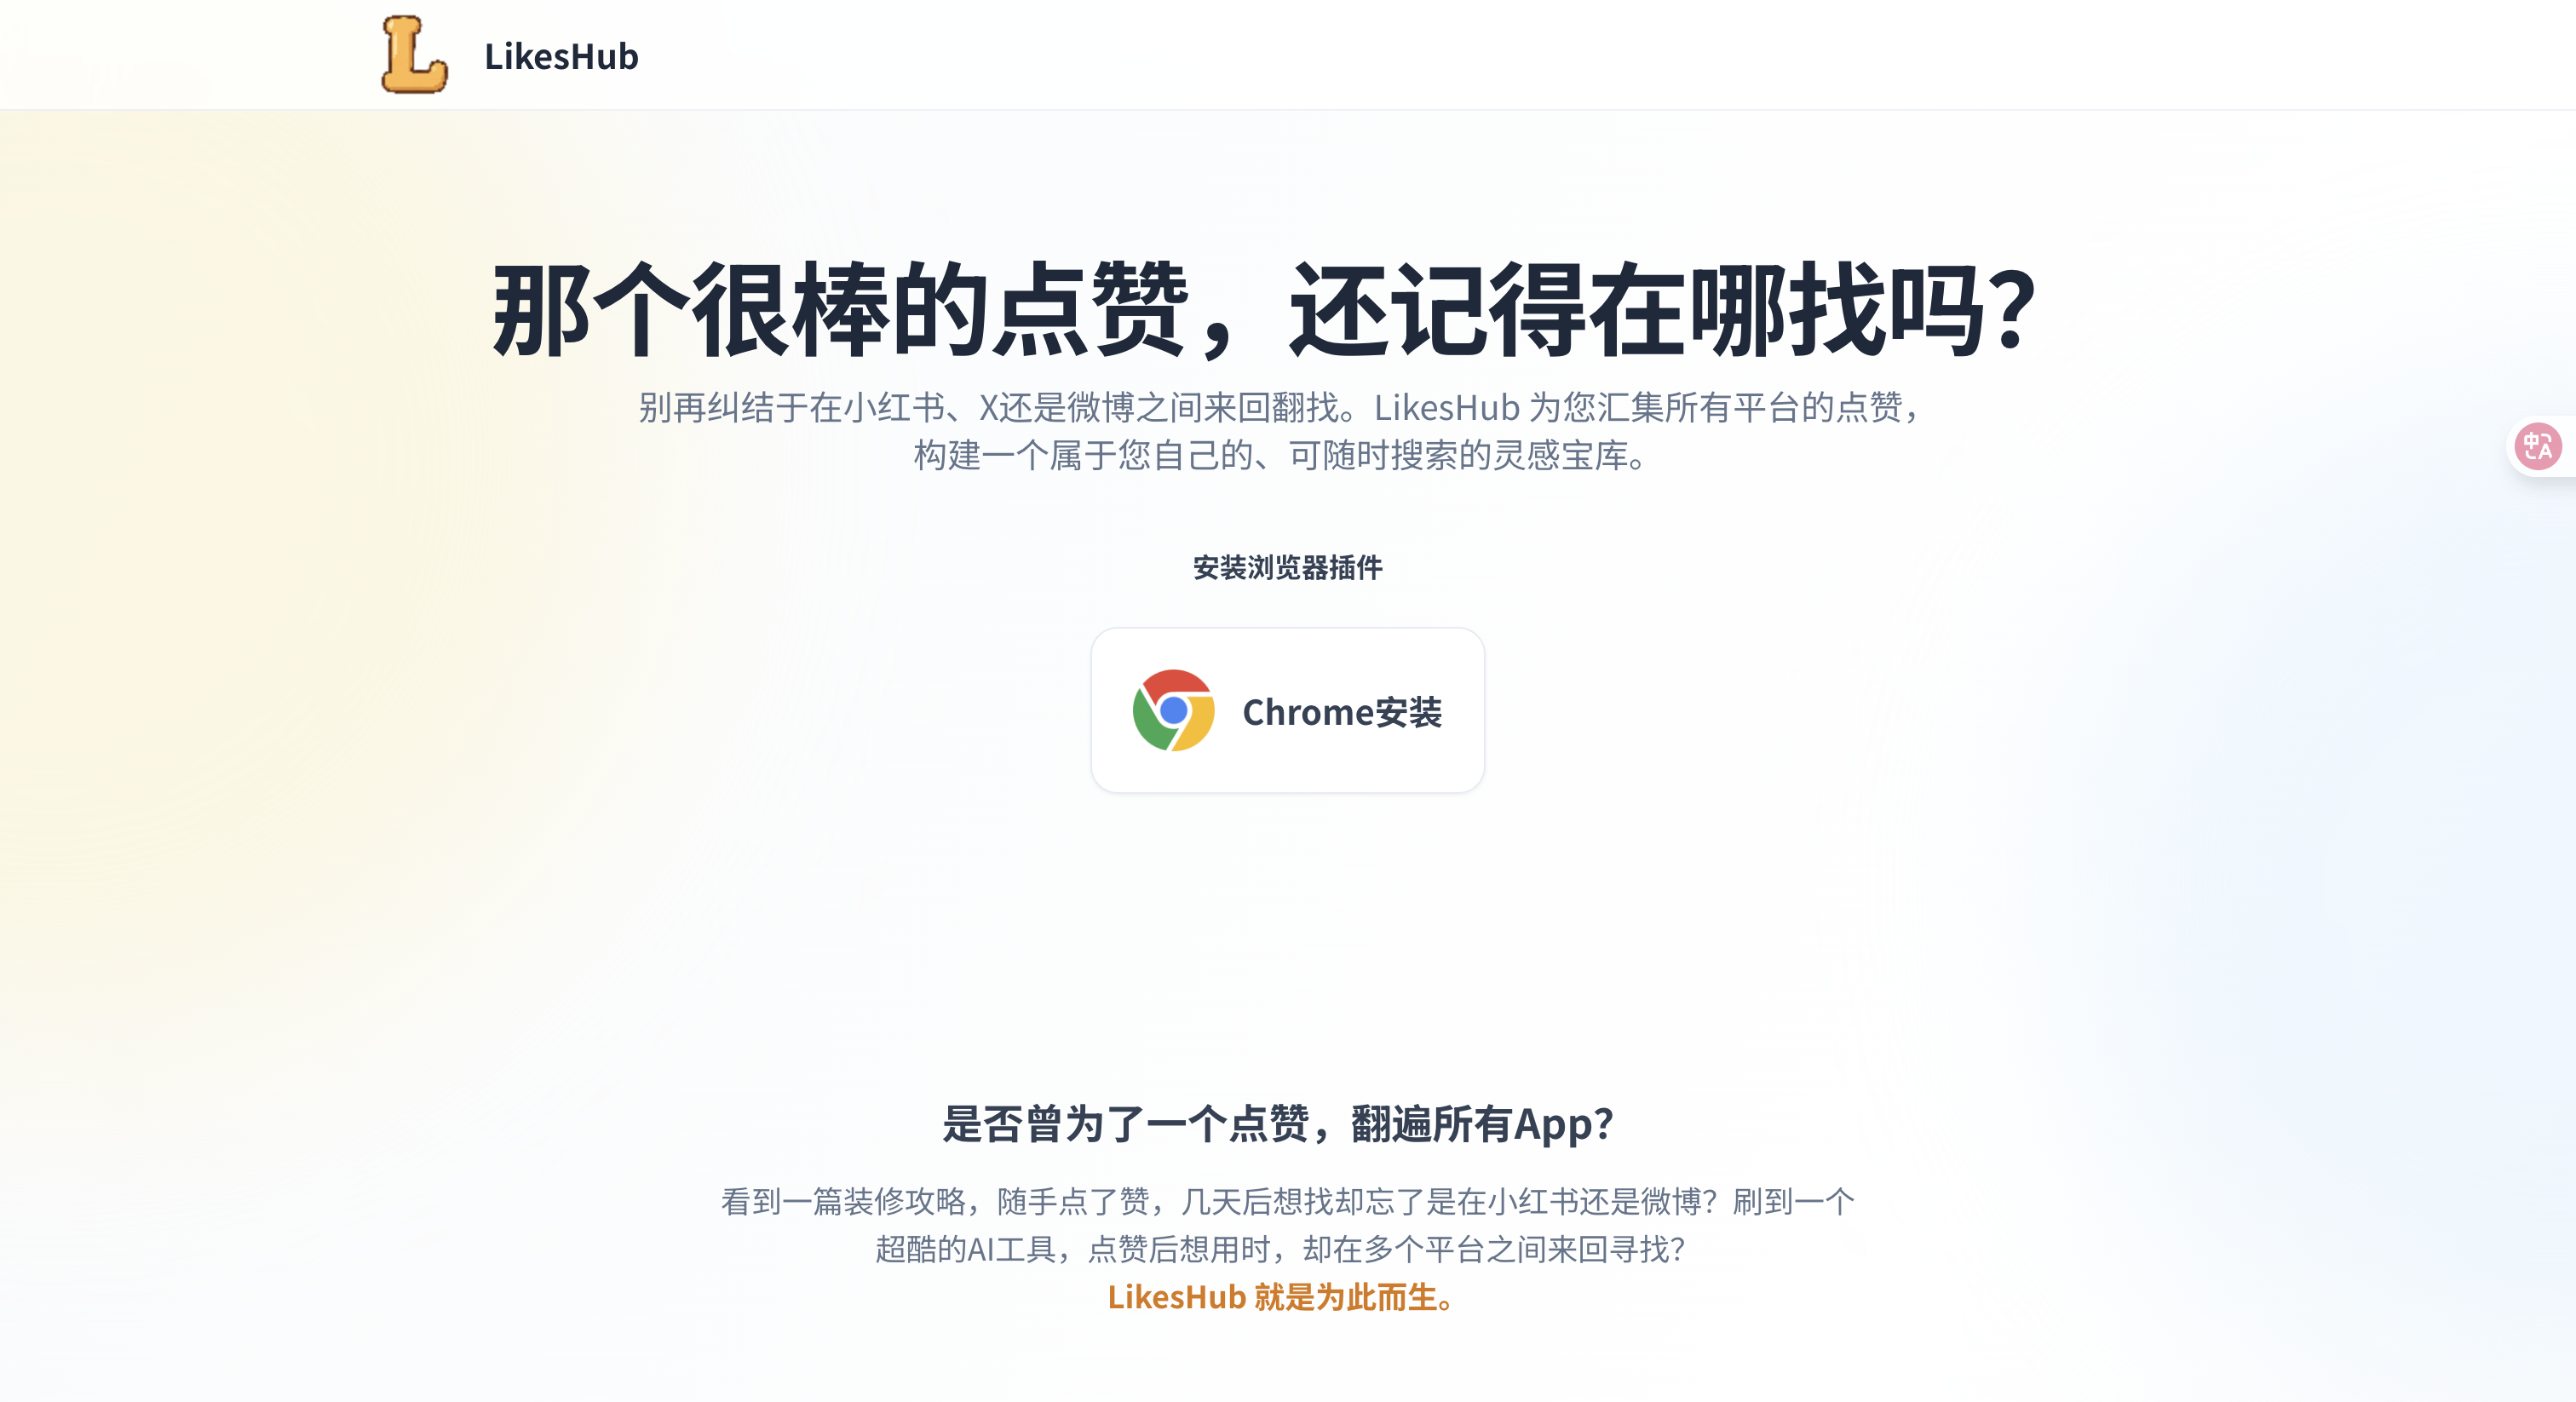 L LikesHub
那个很棒的点赞，还记得在哪找吗？
别再纠结于在小红书、X还是微博之间来回翻找。LikesHub 为您汇集所有平台的点赞，
构建一个属于您自己的、可随时搜索的灵感宝库。
中A
安装浏览器插件
Chrome安装
是否曾为了一个点赞，翻遍所有App？
看到一篇装修攻略，随手点了赞，几天后想找却忘了是在小红书还是微博？刷到一个
超酷的AI工具，点赞后想用时，却在多个平台之间来回寻找？
LikesHub 就是为此而生。